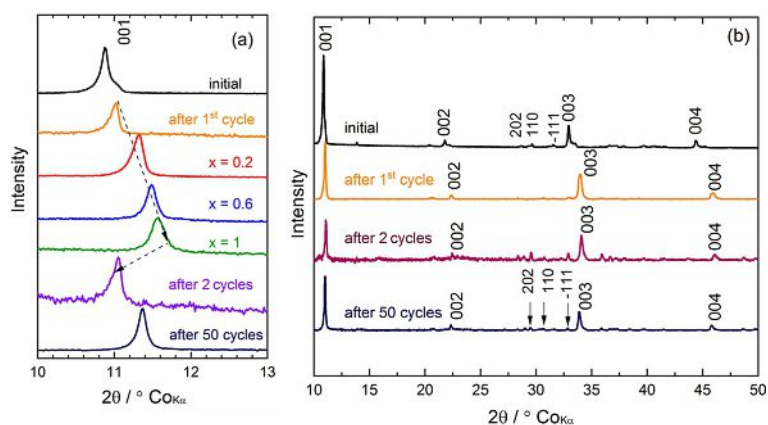 (a)
001
initial
after 1st cycle
x = 0.2
x = 0.6
x = 1
after 2 cycles
after 50 cycles
Intensity
10 11 12 13
2θ / ° CoKα
(b)
001
002
202
110
-111
003
004
initial
after 1st cycle
002
003
004
after 2 cycles
002
003
004
after 50 cycles
002
202
110
-111
003
004
Intensity
10 15 20 25 30 35 40 45 50
2θ / ° CoKα